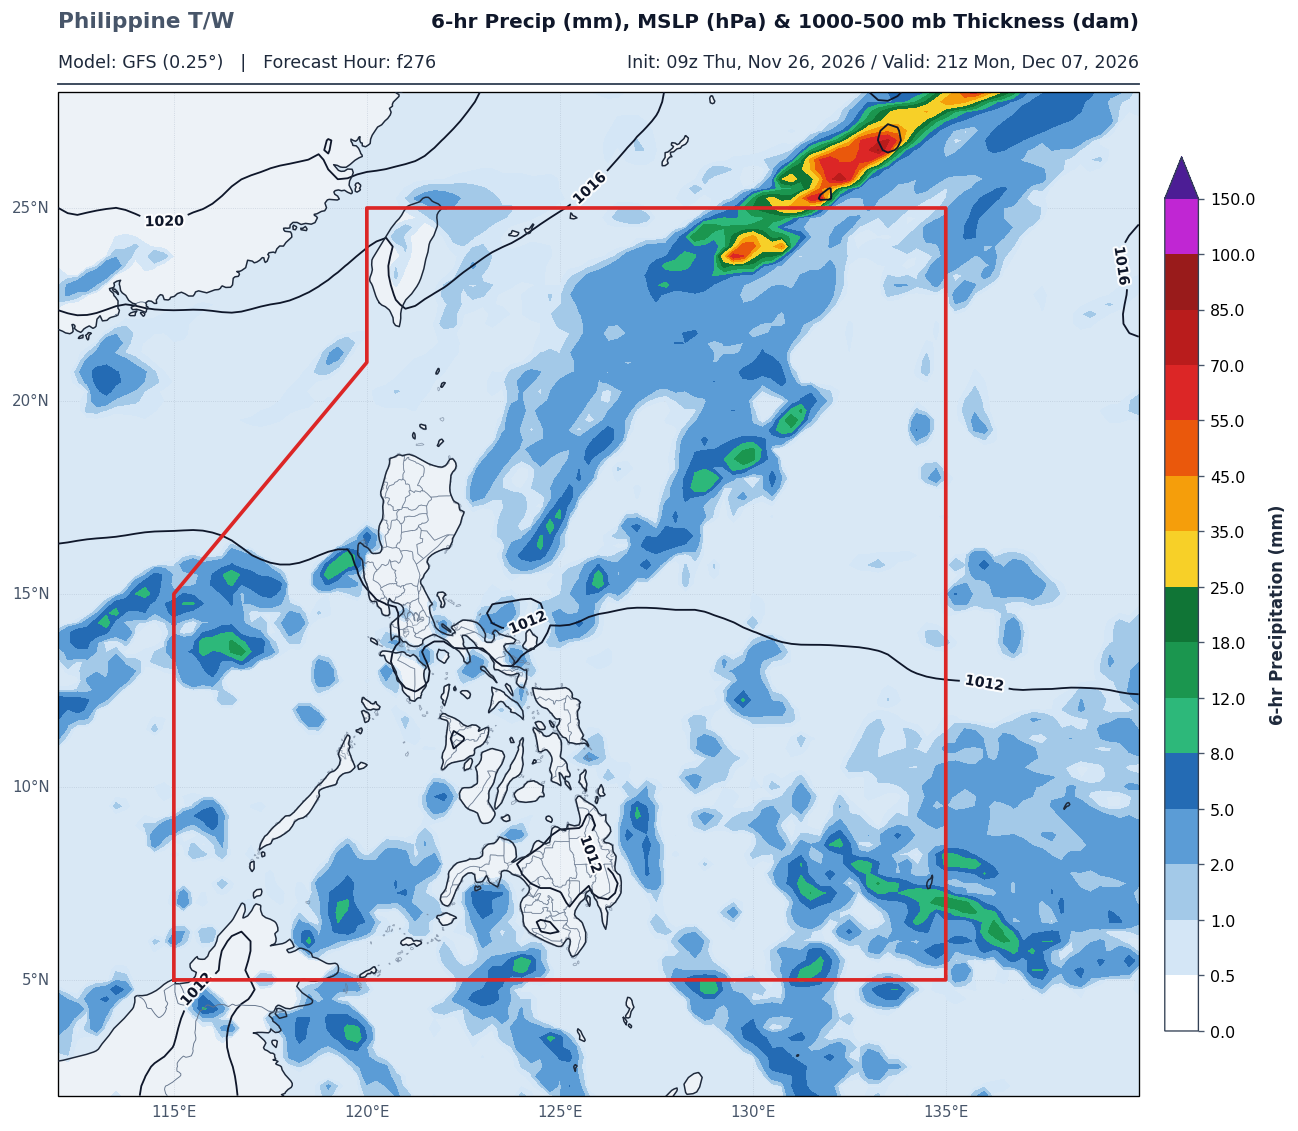 Philippine T/W
6-hr Precip (mm), MSLP (hPa) & 1000-500 mb Thickness (dam)
Model: GFS (0.25°) | Forecast Hour: f276
Init: 09z Thu, Nov 26, 2026 / Valid: 21z Mon, Dec 07, 2026
25°N
20°N
15°N
10°N
5°N
115°E
120°E
125°E
130°E
135°E
1020
1016
1016
1012
1012
1012
1012
150.0
100.0
85.0
70.0
55.0
45.0
35.0
25.0
18.0
12.0
8.0
5.0
2.0
1.0
0.5
0.0
6-hr Precipitation (mm)